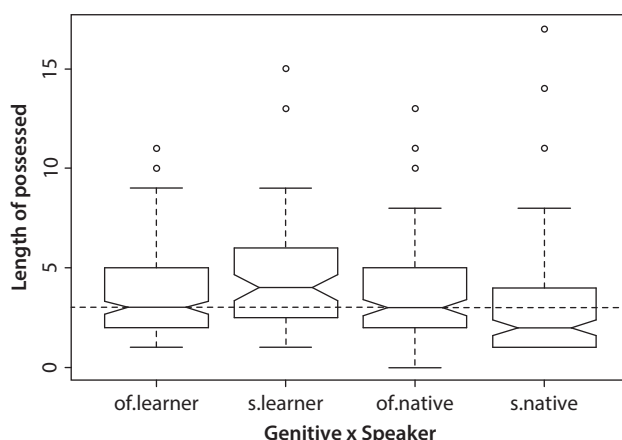 15
10
5
0
Length of possessed
of.learner s.learner of.native s.native
Genitive x Speaker